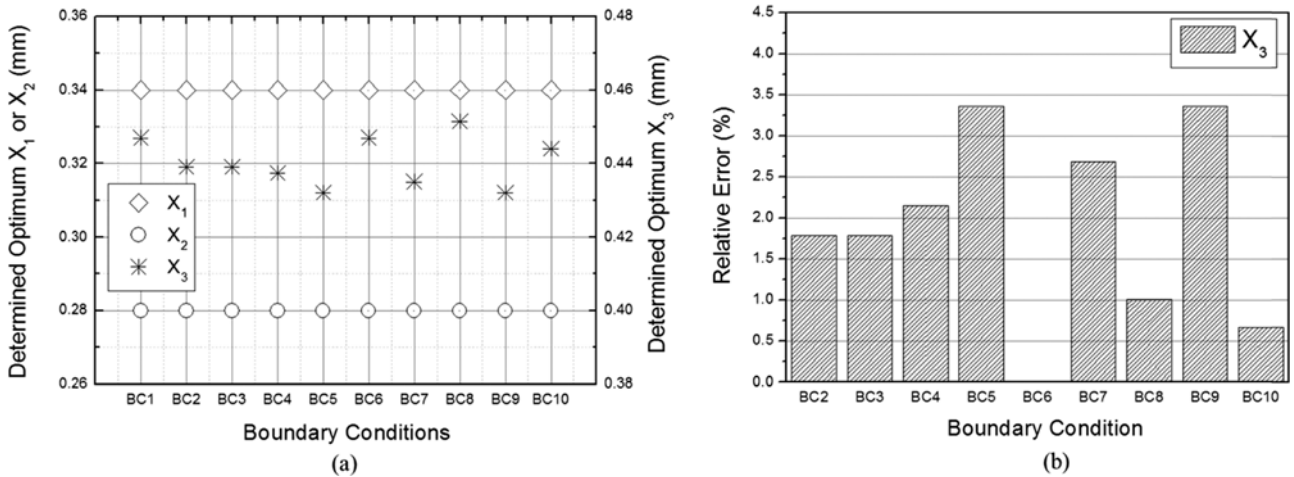 Determined Optimum X₁ or X₂ (mm)
0.36
0.34
0.32
0.30
0.28
0.26
X₁
X₂
X₃
0.48
0.46
0.44
0.42
0.40
0.38
Determined Optimum X₃ (mm)
BC1 BC2 BC3 BC4 BC5 BC6 BC7 BC8 BC9 BC10
Boundary Conditions
(a)
Relative Error (%)
4.5
4.0
3.5
3.0
2.5
2.0
1.5
1.0
0.5
0.0
X₃
BC2 BC3 BC4 BC5 BC6 BC7 BC8 BC9 BC10
Boundary Condition
(b)